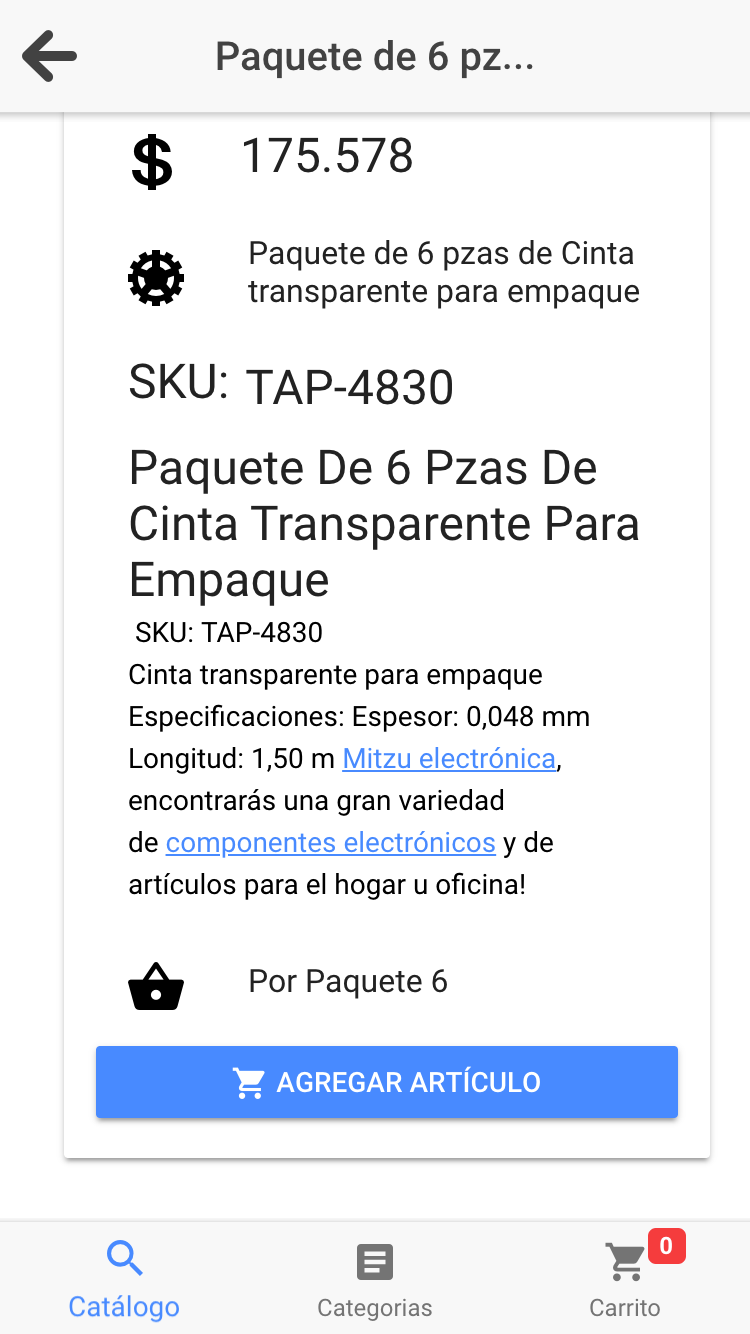 Paquete de 6 pz...
$ 175.578
Paquete de 6 pzas de Cinta
transparente para empaque
SKU: TAP-4830
Paquete De 6 Pzas De
Cinta Transparente Para
Empaque
SKU: TAP-4830
Cinta transparente para empaque
Especificaciones: Espesor: 0,048 mm
Longitud: 1,50 m Mitzu electrónica,
encontrarás una gran variedad
de componentes electrónicos y de
artículos para el hogar u oficina!
Por Paquete 6
AGREGAR ARTÍCULO
0
Catálogo
Categorias
Carrito